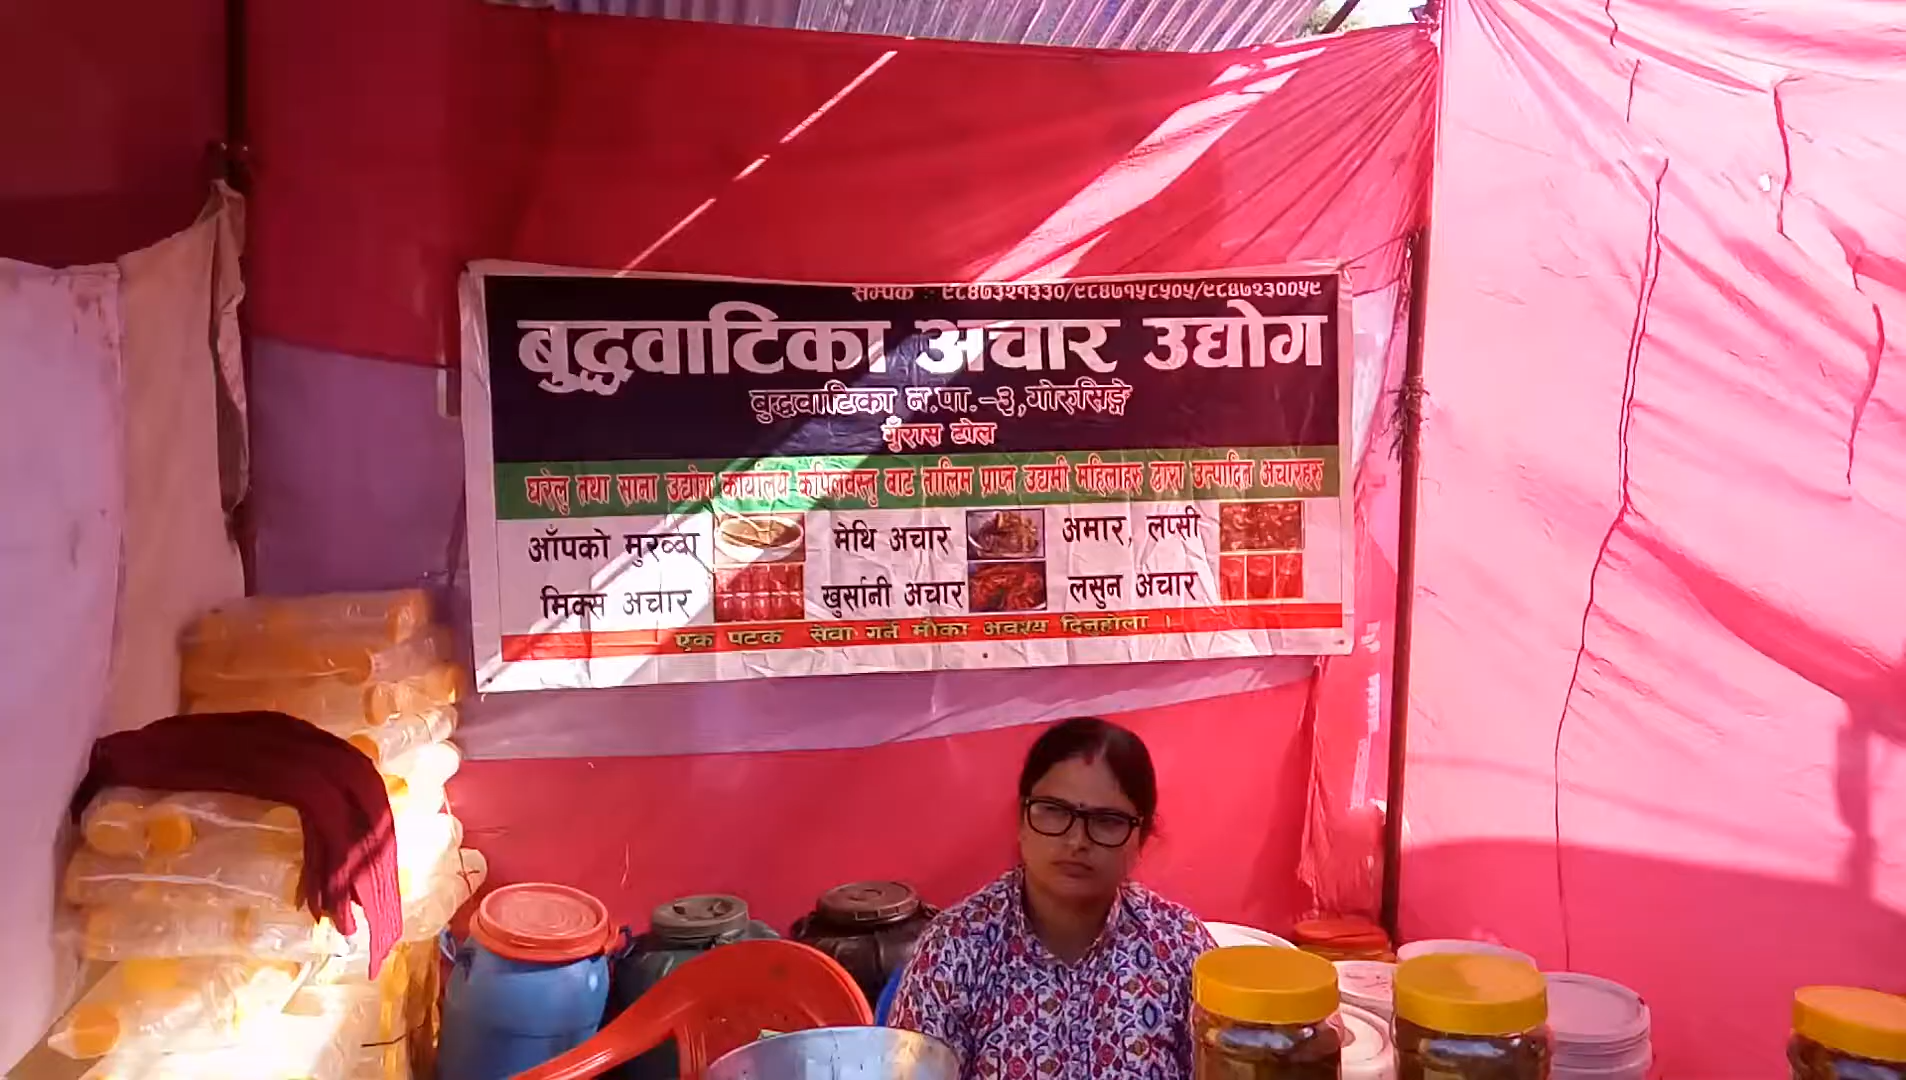 सम्पर्क :- ९८४७३२१३३०/९८४७१५८५०५/९८४७२३००५९
बुद्धवाटिका अचार उद्योग
बुद्धवाटिका न.पा.-३,गोरुसिङ्गे
गुँरास टोल
घरेलु तथा साना उद्योग कार्यालय कपिलवस्तु बाट तालिम प्राप्त उद्यमी महिलाहरु द्वारा उत्पादित अचारहरु
आँपको मुरब्बा मेथि अचार अमार, लप्सी
मिक्स अचार खुर्सानी अचार लसुन अचार
एक पटक सेवा गर्ने मौका अवश्य दिनुहोला ।